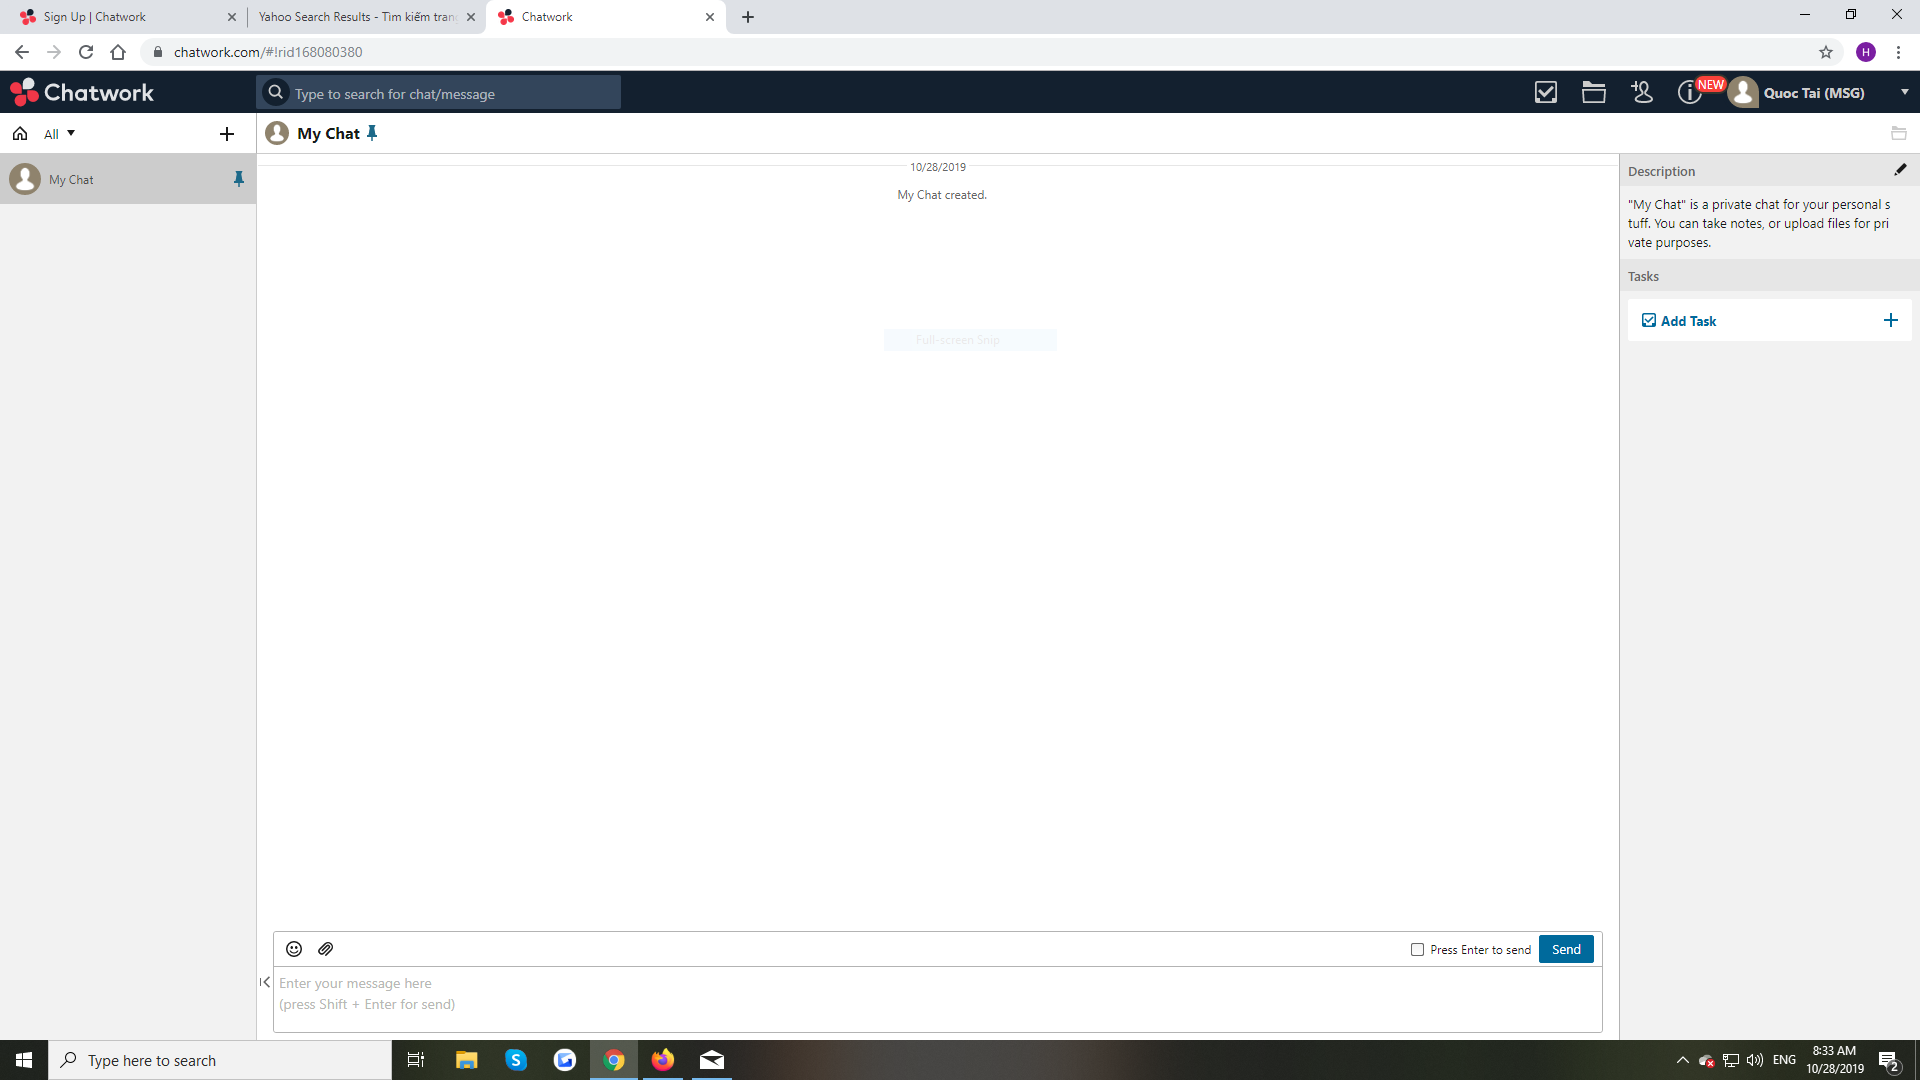 Sign Up | Chatwork
Yahoo Search Results - Tìm kiếm tran
Chatwork
chatwork.com/#!rid168080380
H
Chatwork
Type to search for chat/message
NEW
Quoc Tai (MSG)
All
My Chat
My Chat
10/28/2019
My Chat created.
Full-screen Snip
Description
"My Chat" is a private chat for your personal s
tuff. You can take notes, or upload files for pri
vate purposes.
Tasks
Add Task
Press Enter to send
Send
Enter your message here
(press Shift + Enter for send)
Type here to search
ENG
8:33 AM
10/28/2019
2